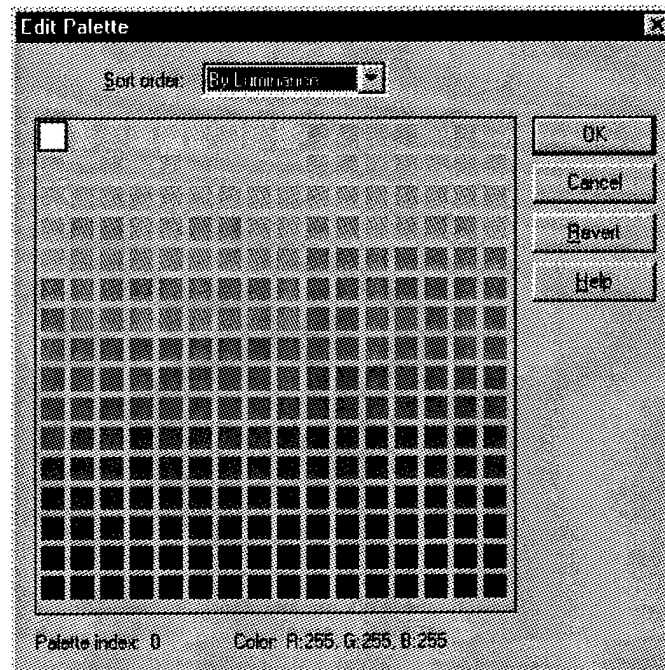 Edit Palette
Sort order: By Luminance
OK
Cancel
Revert
Help
Palette index: 0 Color: R:255, G:255, B:255